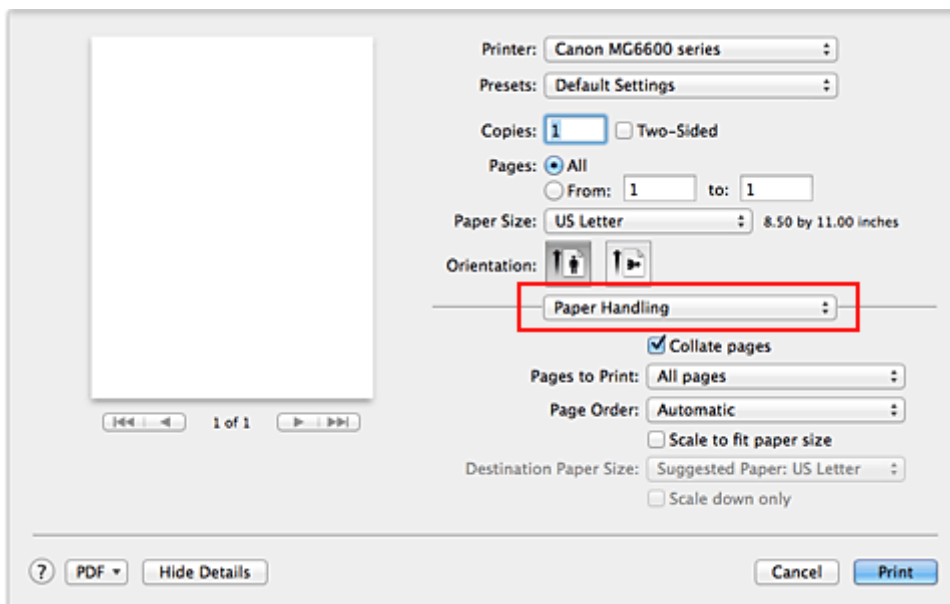 Printer: Canon MG6600 series
Presets: Default Settings
Copies: 1 Two-Sided
Pages: All
From: 1 to: 1
Paper Size: US Letter 8.50 by 11.00 inches
Orientation:
Paper Handling
Collate pages
Pages to Print: All pages
1 of 1
Page Order: Automatic
Scale to fit paper size
Destination Paper Size: Suggested Paper: US Letter
Scale down only
? PDF Hide Details Cancel Print